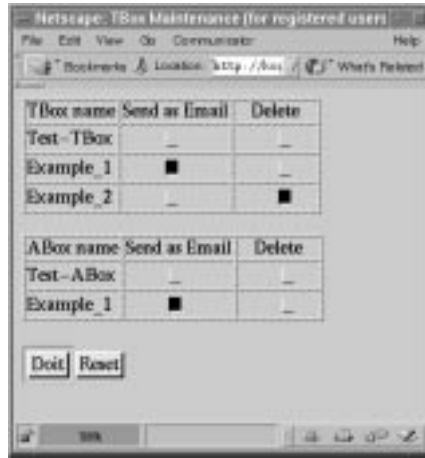 Netscape: TBox Maintenance (for registered users
File Edit View Go Communicator Help
Bookmarks Location: http:// What's Related
TBox name Send as Email Delete
Test-TBox
Example_1
Example_2
ABox name Send as Email Delete
Test-ABox
Example_1
Doit Reset